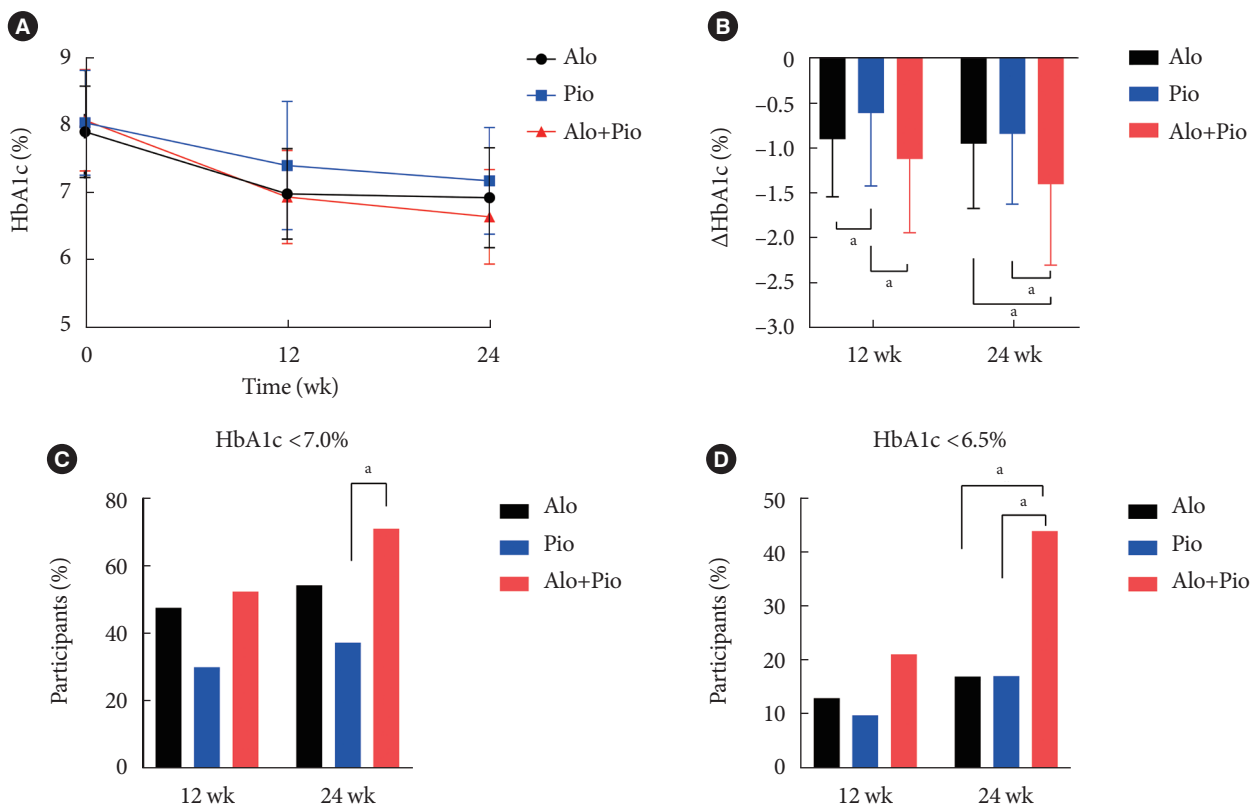 A
9
8
7
6
5
HbA1c (%)
0
12
24
Time (wk)
Alo
Pio
Alo+Pio
B
0
–0.5
–1.0
–1.5
–2.0
–2.5
–3.0
ΔHbA1c (%)
a
a
a
a
12 wk
24 wk
Alo
Pio
Alo+Pio
C
HbA1c <7.0%
80
60
40
20
0
Participants (%)
a
12 wk
24 wk
Alo
Pio
Alo+Pio
D
HbA1c <6.5%
50
40
30
20
10
0
Participants (%)
a
a
12 wk
24 wk
Alo
Pio
Alo+Pio